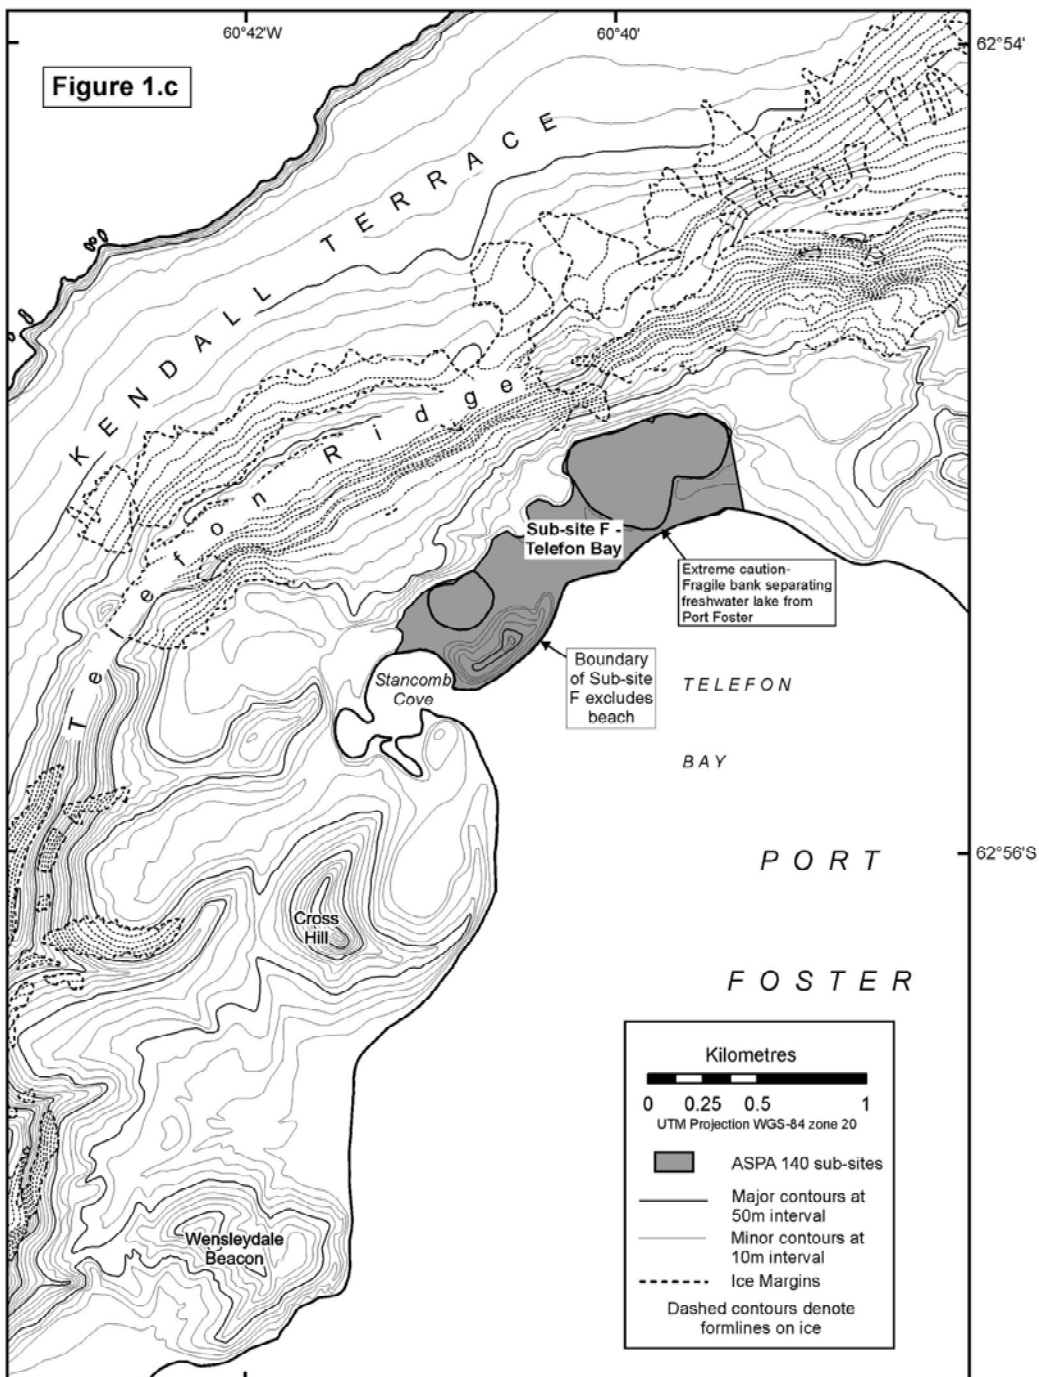 60°42'W
60°40'
62°54'
Figure 1.c
KENDALL TERRACE
Telefon Ridge
Sub-site F -
Telefon Bay
Extreme caution-
Fragile bank separating
freshwater lake from
Port Foster
Boundary
of Sub-site
F excludes
beach
Stancomb
Cove
TELEFON
BAY
PORT
62°56'S
FOSTER
Cross
Hill
Wensleydale
Beacon
Kilometres
0 0.25 0.5 1
UTM Projection WGS-84 zone 20
ASPA 140 sub-sites
Major contours at
50m interval
Minor contours at
10m interval
Ice Margins
Dashed contours denote
formlines on ice